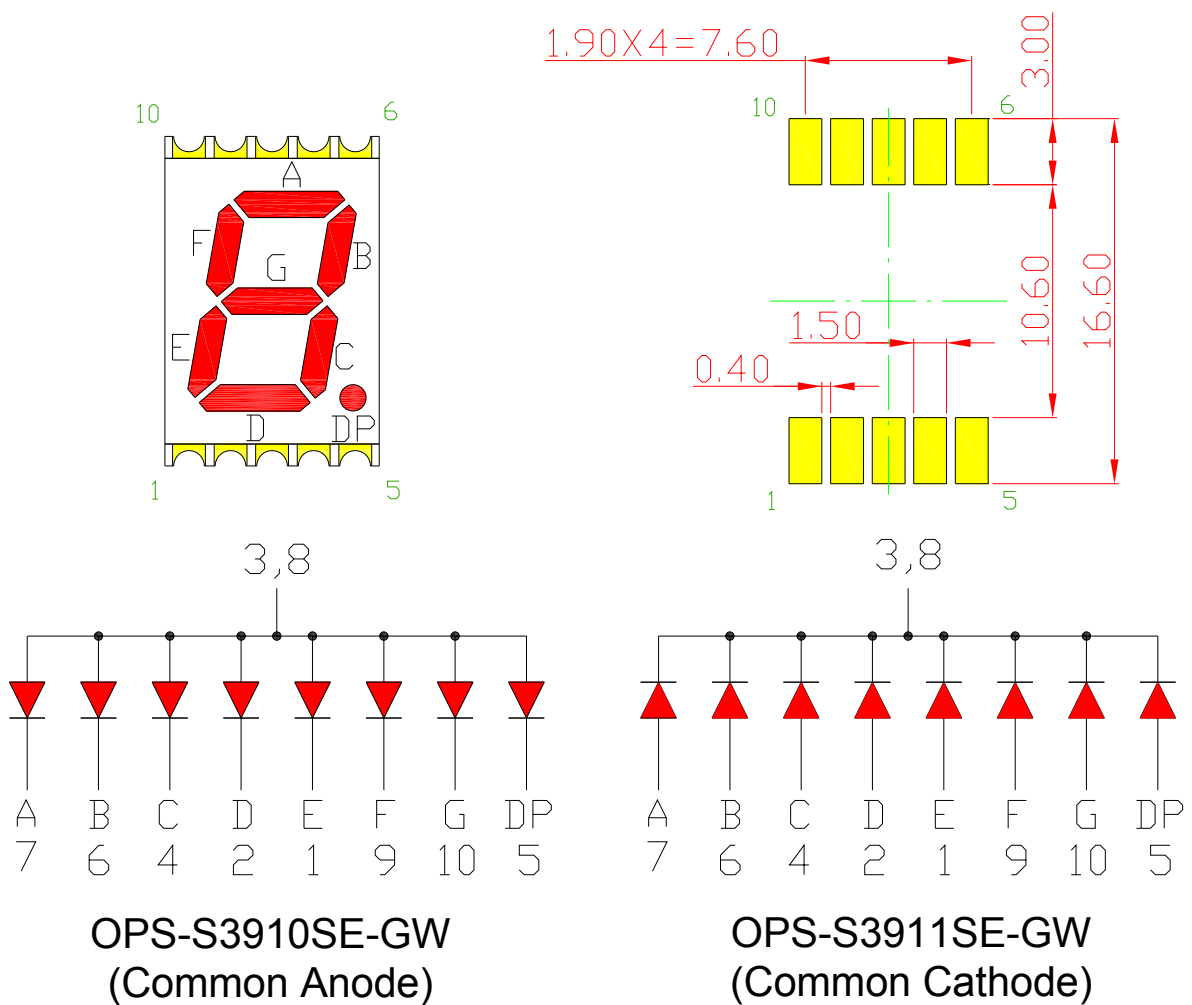 1.90X4=7.60
3.00
10
6
10
6
A
F
B
G
E
C
D
DP
1
5
10.60
16.60
1.50
0.40
1
5
3,8
3,8
A B C D E F G DP
7 6 4 2 1 9 10 5
A B C D E F G DP
7 6 4 2 1 9 10 5
OPS-S3910SE-GW
(Common Anode)
OPS-S3911SE-GW
(Common Cathode)